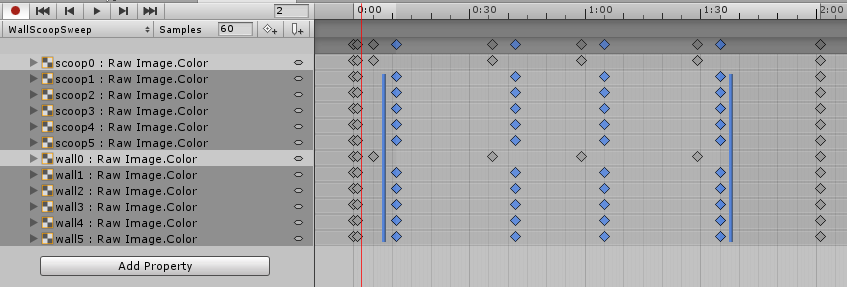 2
0:00 0:30 1:00 1:30 2:00
WallScoopSweep Samples 60
scoop0 : Raw Image.Color
scoop1 : Raw Image.Color
scoop2 : Raw Image.Color
scoop3 : Raw Image.Color
scoop4 : Raw Image.Color
scoop5 : Raw Image.Color
wall0 : Raw Image.Color
wall1 : Raw Image.Color
wall2 : Raw Image.Color
wall3 : Raw Image.Color
wall4 : Raw Image.Color
wall5 : Raw Image.Color
Add Property